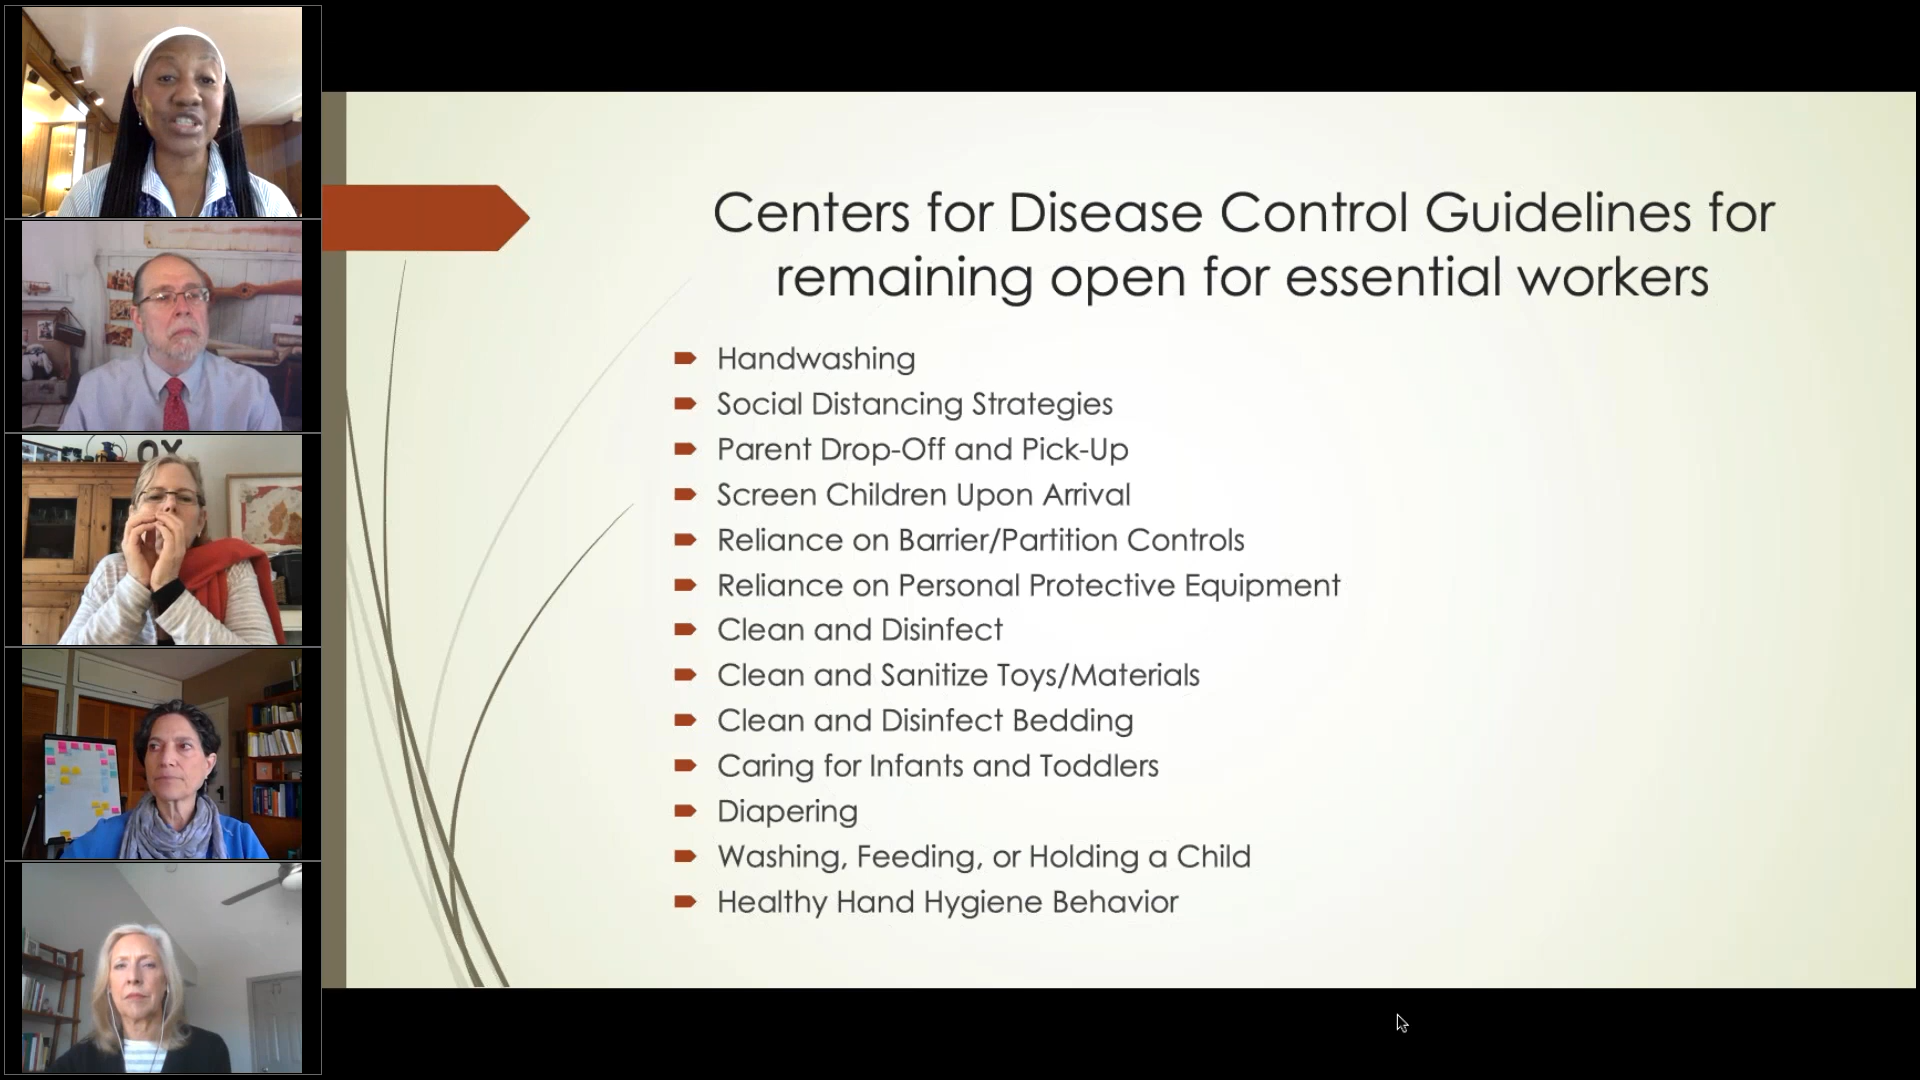 OX
Centers for Disease Control Guidelines for
remaining open for essential workers
Handwashing
Social Distancing Strategies
Parent Drop-Off and Pick-Up
Screen Children Upon Arrival
Reliance on Barrier/Partition Controls
Reliance on Personal Protective Equipment
Clean and Disinfect
Clean and Sanitize Toys/Materials
Clean and Disinfect Bedding
Caring for Infants and Toddlers
Diapering
Washing, Feeding, or Holding a Child
Healthy Hand Hygiene Behavior